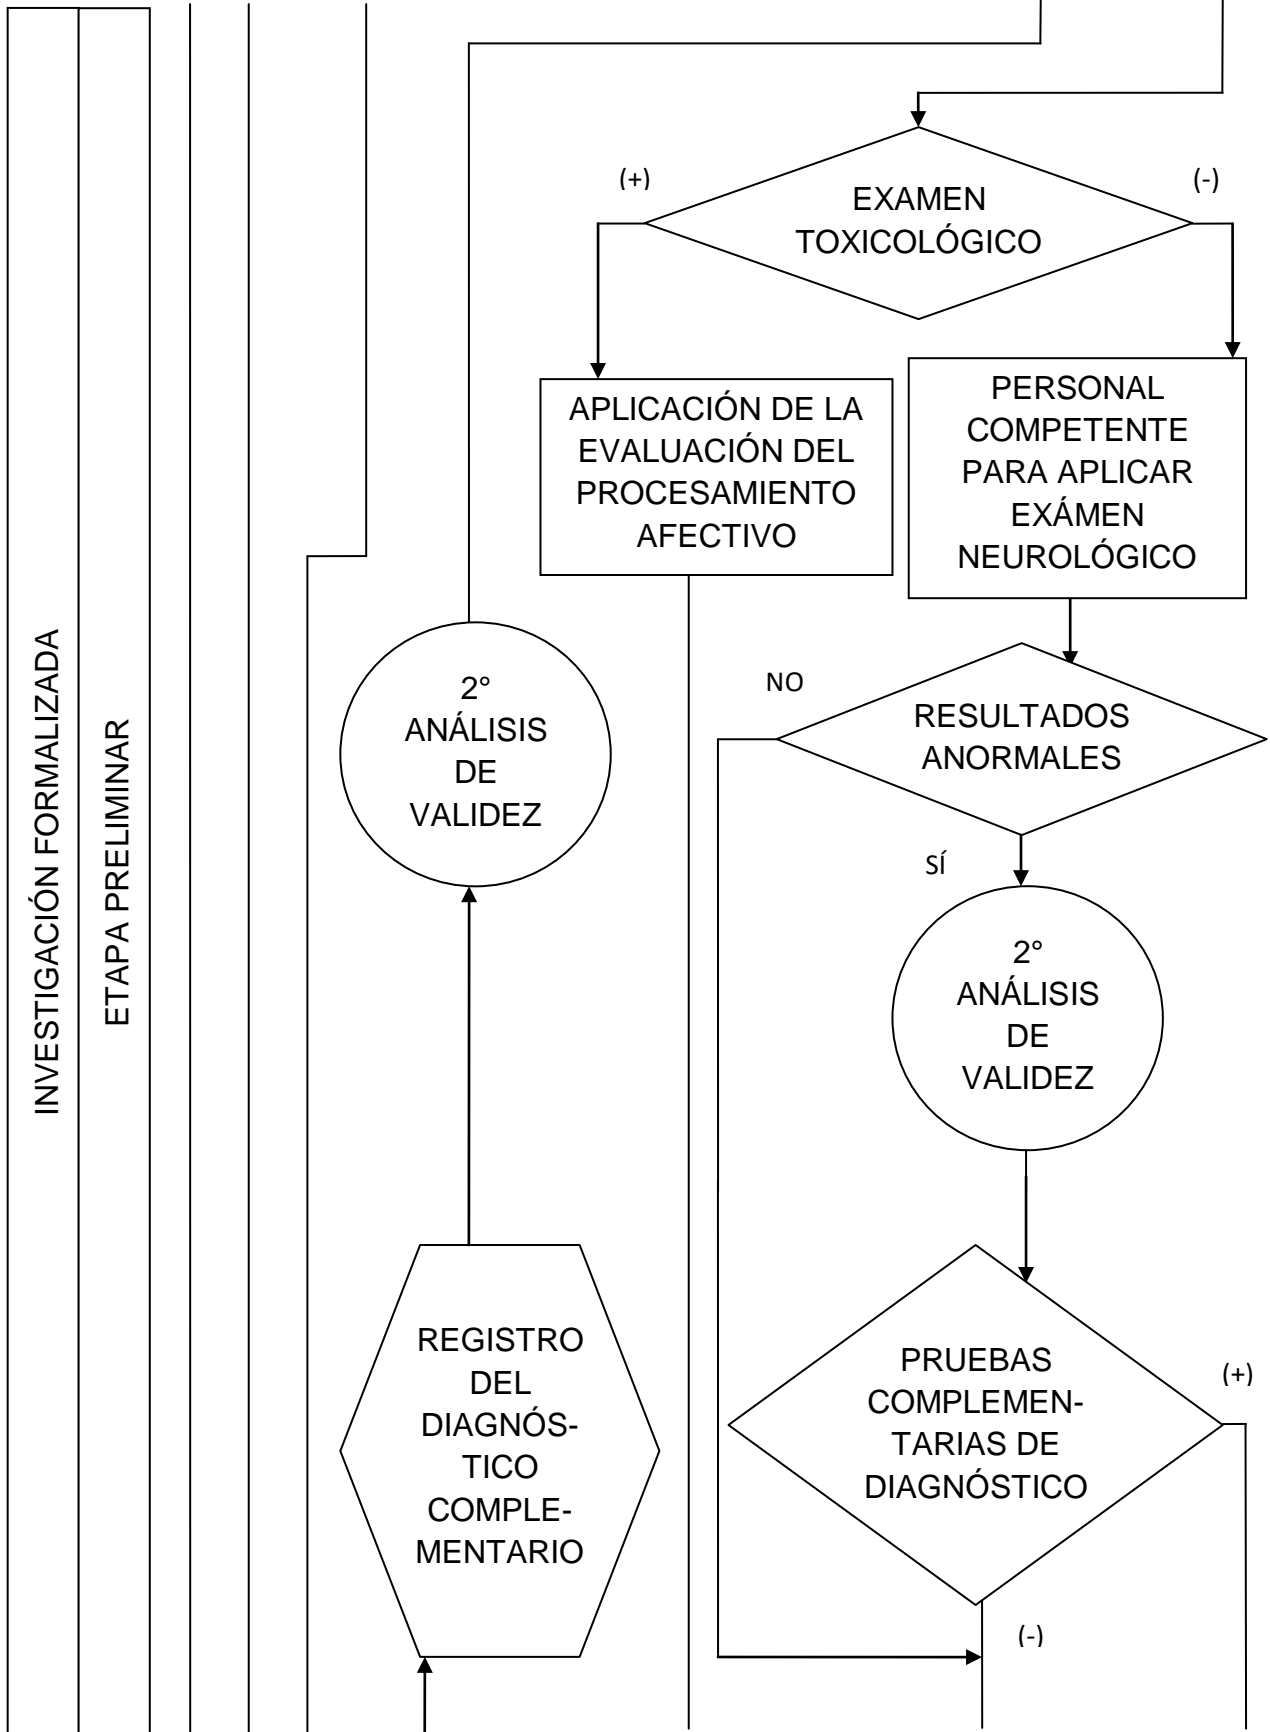 INVESTIGACIÓN FORMALIZADA
ETAPA PRELIMINAR
(+)
(-)
EXAMEN
TOXICOLÓGICO
APLICACIÓN DE LA
EVALUACIÓN DEL
PROCESAMIENTO
AFECTIVO
PERSONAL
COMPETENTE
PARA APLICAR
EXÁMEN
NEUROLÓGICO
2°
ANÁLISIS
DE
VALIDEZ
NO
RESULTADOS
ANORMALES
SÍ
2°
ANÁLISIS
DE
VALIDEZ
REGISTRO
DEL
DIAGNÓS-
TICO
COMPLE-
MENTARIO
PRUEBAS
COMPLEMEN-
TARIAS DE
DIAGNÓSTICO
(+)
(-)